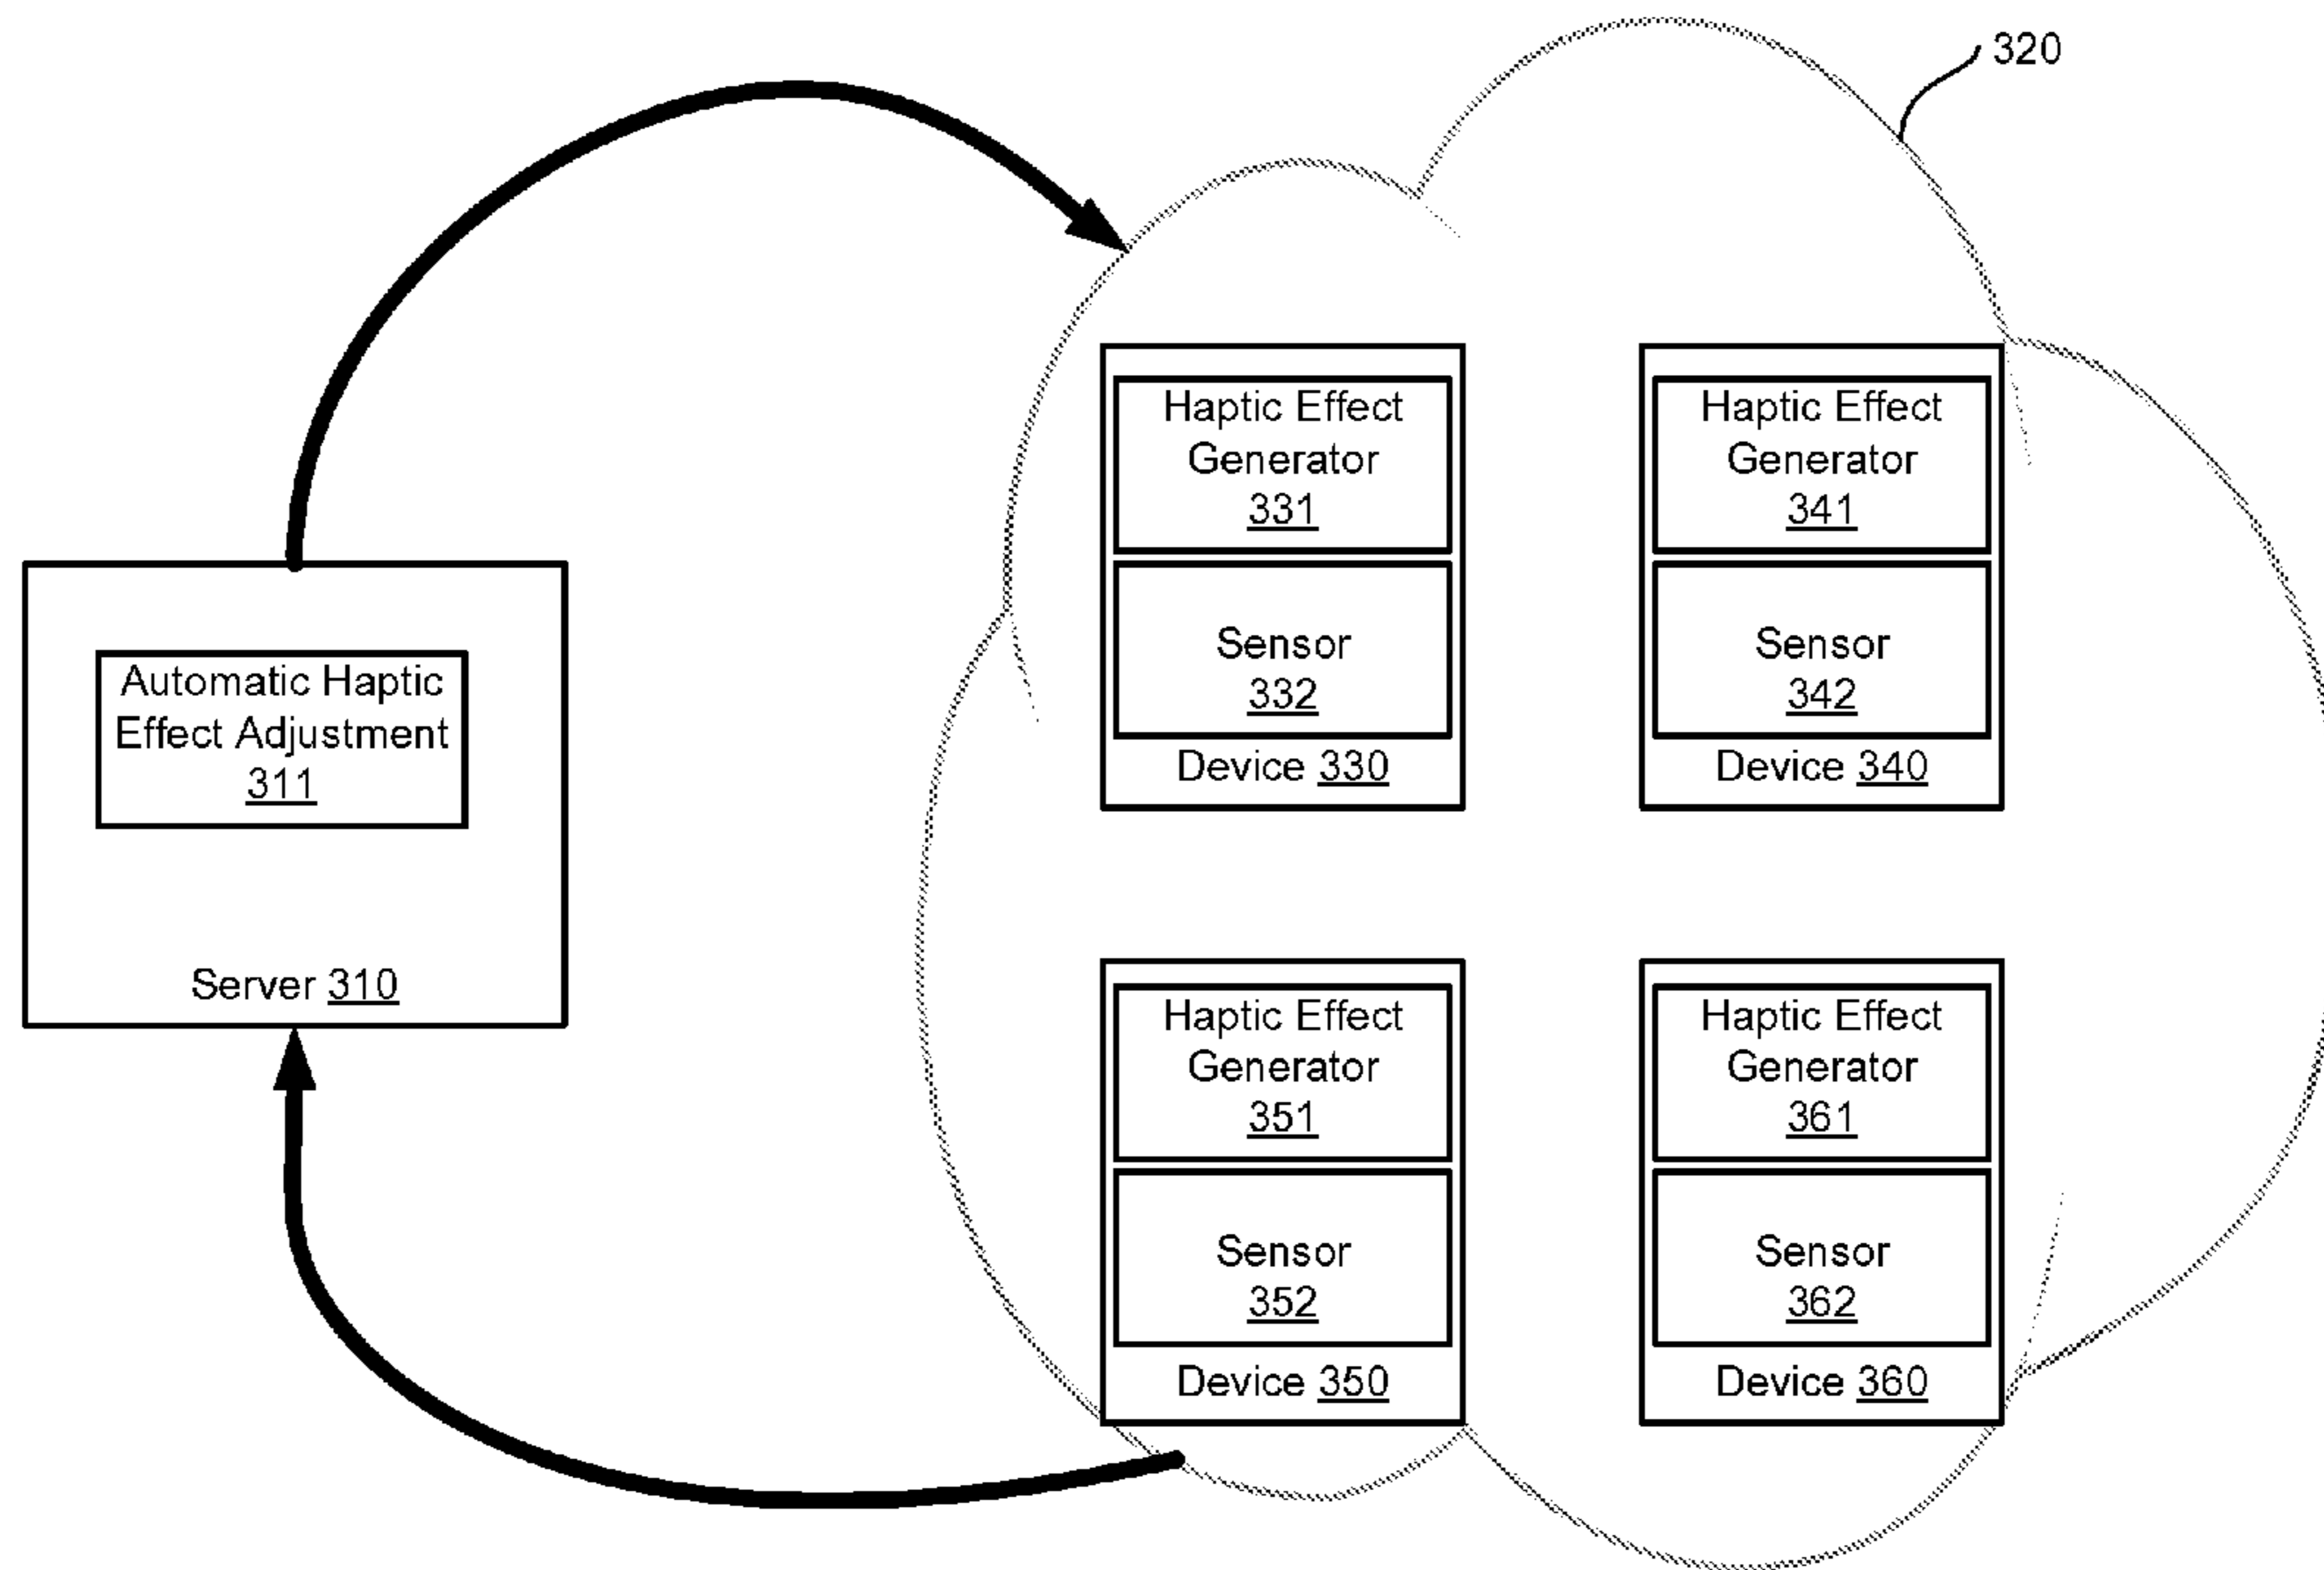 320
Haptic Effect
Generator
331
Sensor
332
Device 330
Haptic Effect
Generator
341
Sensor
342
Device 340
Automatic Haptic
Effect Adjustment
311
Server 310
Haptic Effect
Generator
351
Sensor
352
Device 350
Haptic Effect
Generator
361
Sensor
362
Device 360